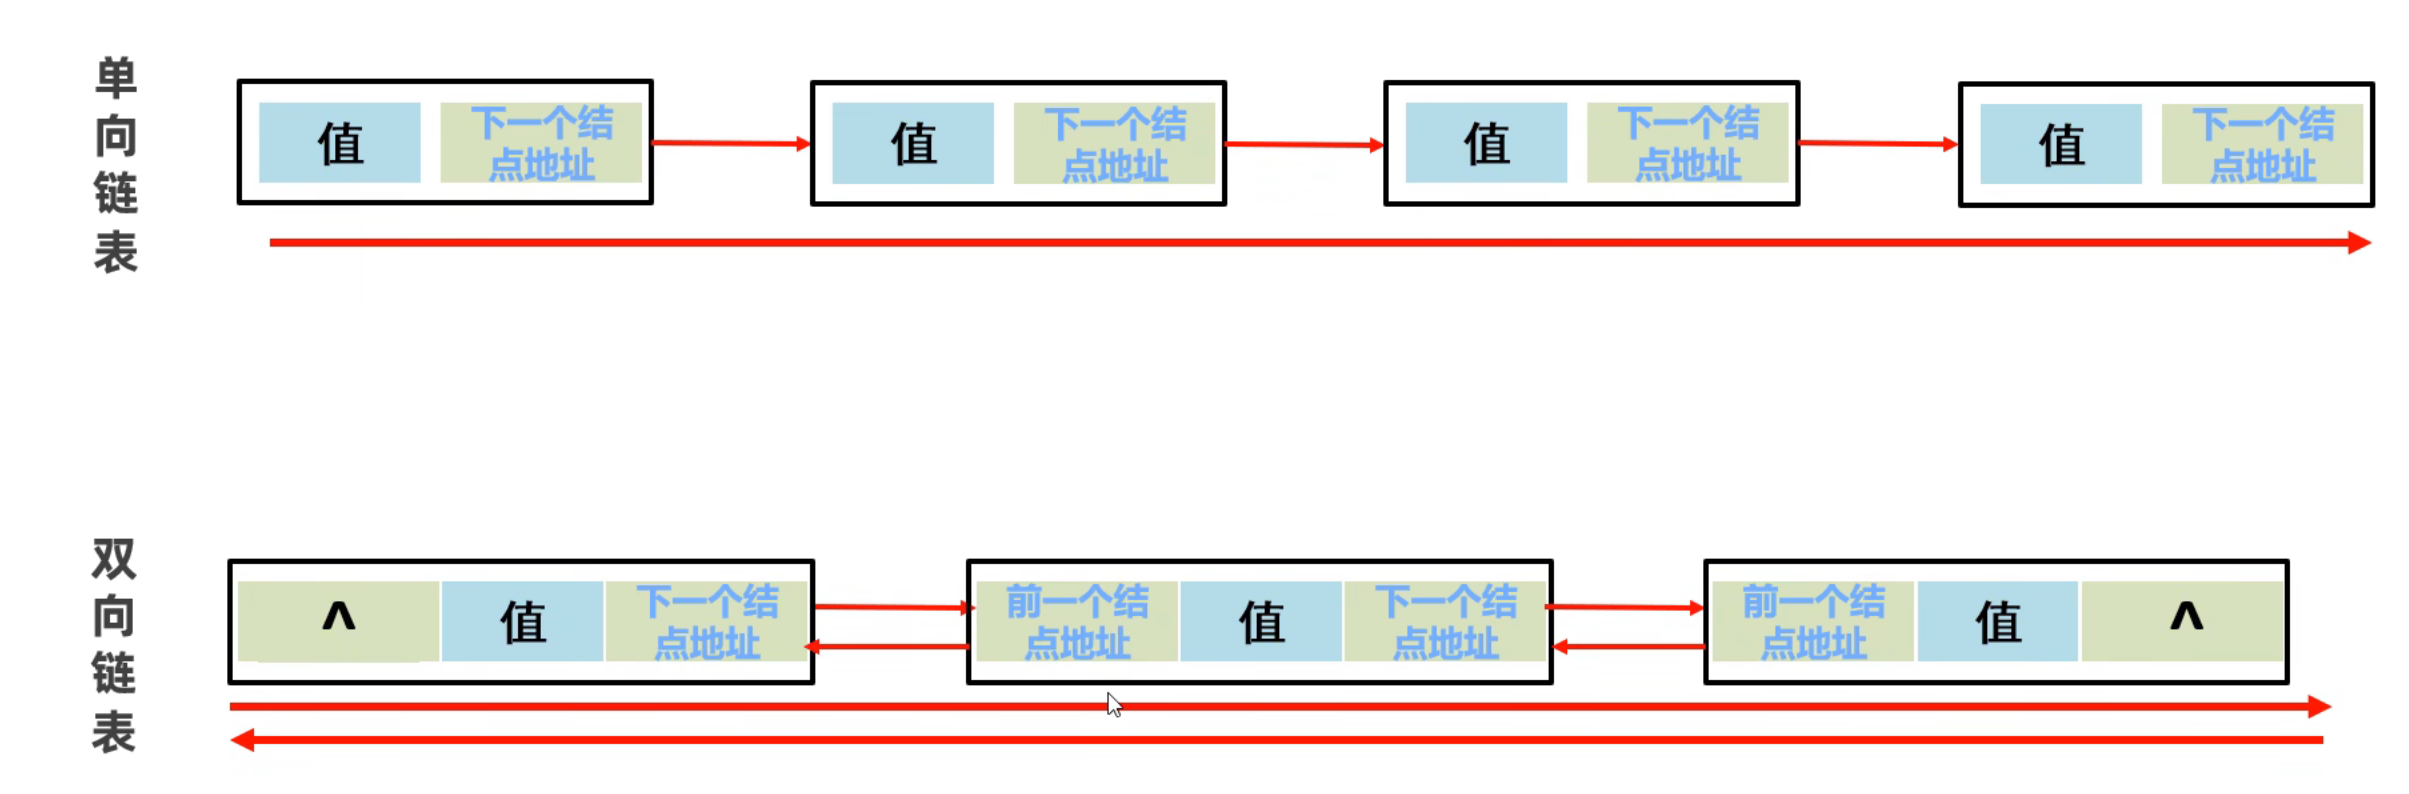 单向链表
值
下一个结
点地址
值
下一个结
点地址
值
下一个结
点地址
值
下一个结
点地址
双向链表
^
值
下一个结
点地址
前一个结
点地址
值
下一个结
点地址
前一个结
点地址
值
^